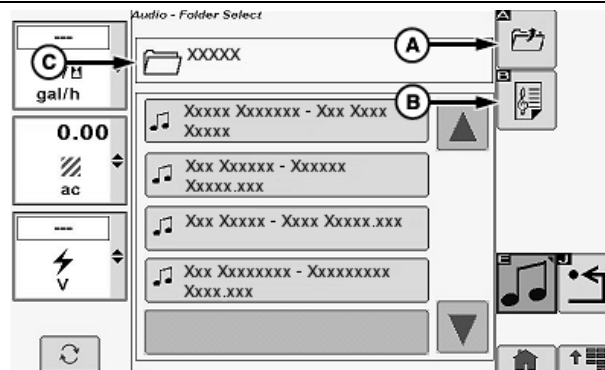 Audio - Folder Select
---
gal/h
0.00
ac
---
V
XXXXX
Xxxxx Xxxxxxx - Xxx Xxxx
Xxxxx
Xxx Xxxxxx - Xxxxxx
Xxxxx.xxx
Xxx Xxxxx - Xxxx Xxxxx.xxx
Xxx Xxxxxxxx - Xxxxxxxxx
Xxxx.xxx
A
B
C
A
B
E
J